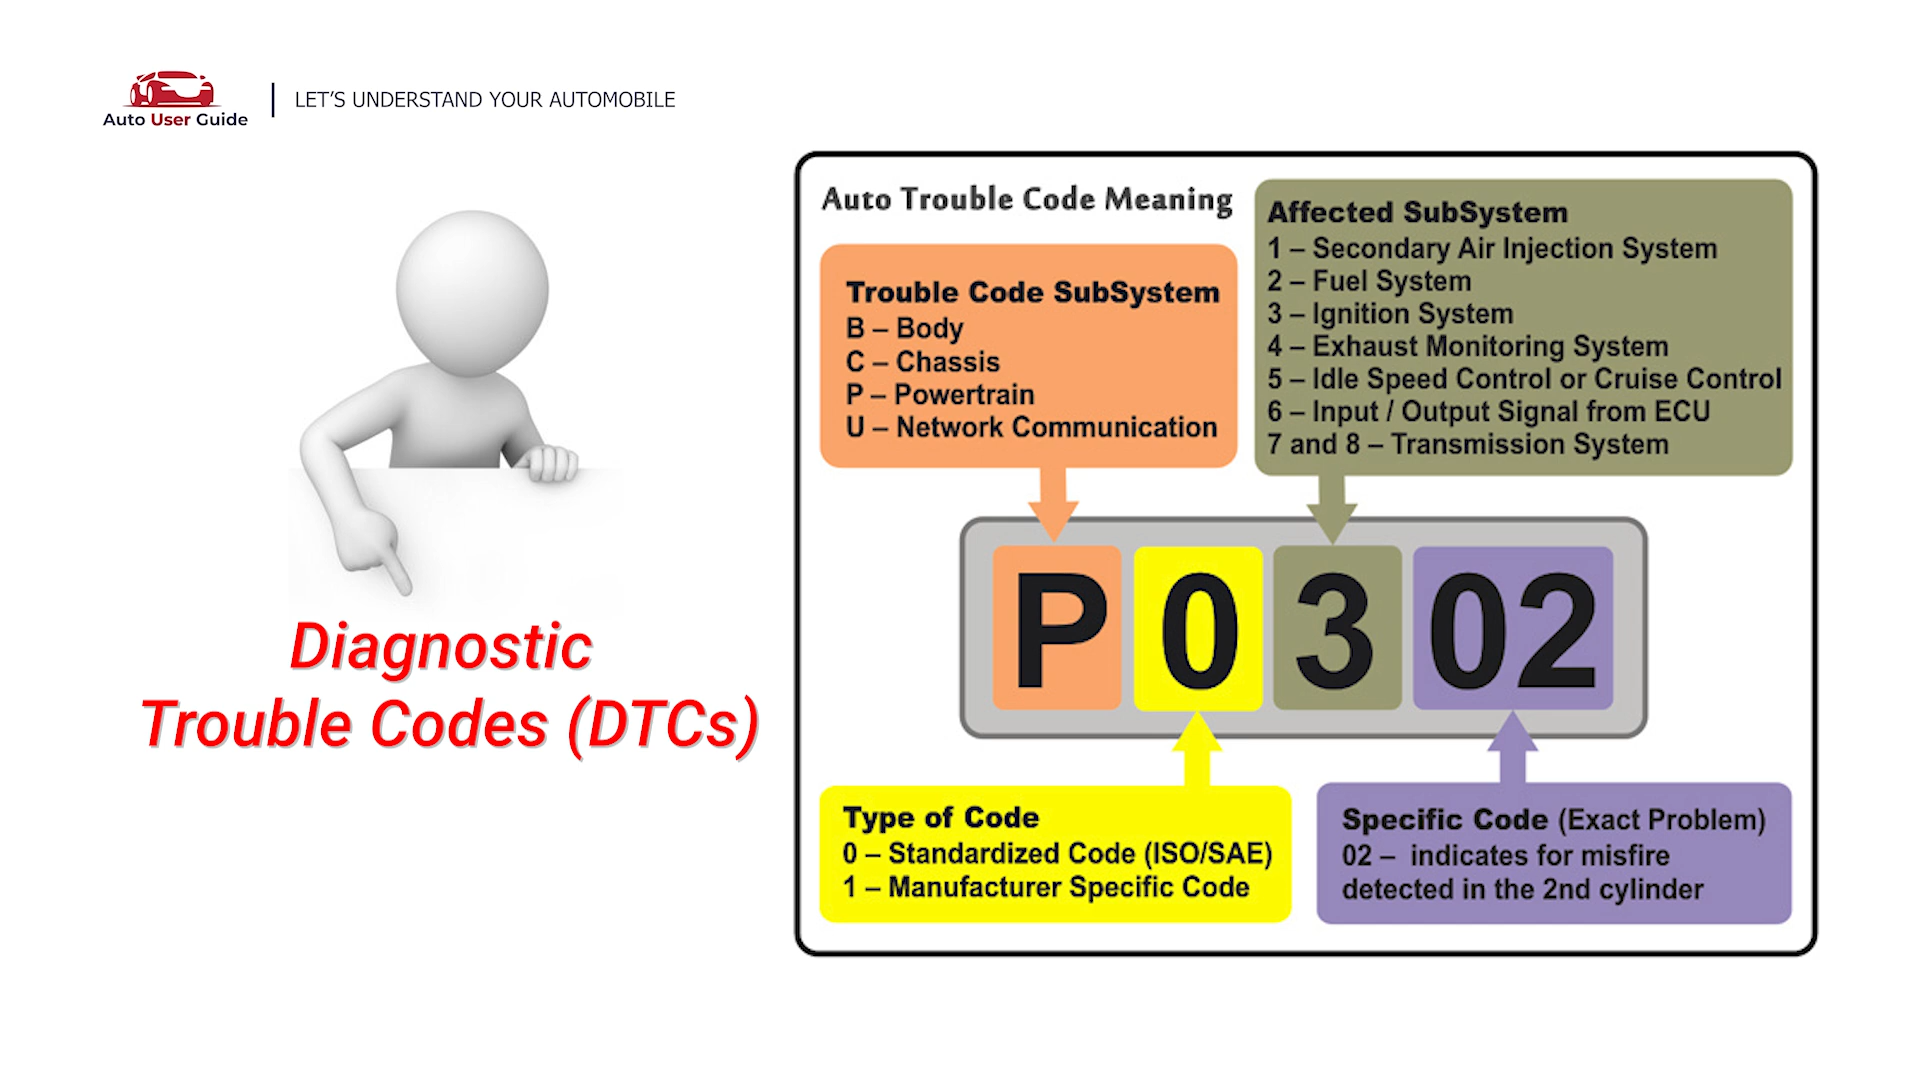 Auto User Guide
LET'S UNDERSTAND YOUR AUTOMOBILE
Diagnostic
Trouble Codes (DTCs)
Auto Trouble Code Meaning
Trouble Code SubSystem
B – Body
C – Chassis
P – Powertrain
U – Network Communication
Affected SubSystem
1 – Secondary Air Injection System
2 – Fuel System
3 – Ignition System
4 – Exhaust Monitoring System
5 – Idle Speed Control or Cruise Control
6 – Input / Output Signal from ECU
7 and 8 – Transmission System
P 0 3 02
Type of Code
0 – Standardized Code (ISO/SAE)
1 – Manufacturer Specific Code
Specific Code (Exact Problem)
02 – indicates for misfire
detected in the 2nd cylinder